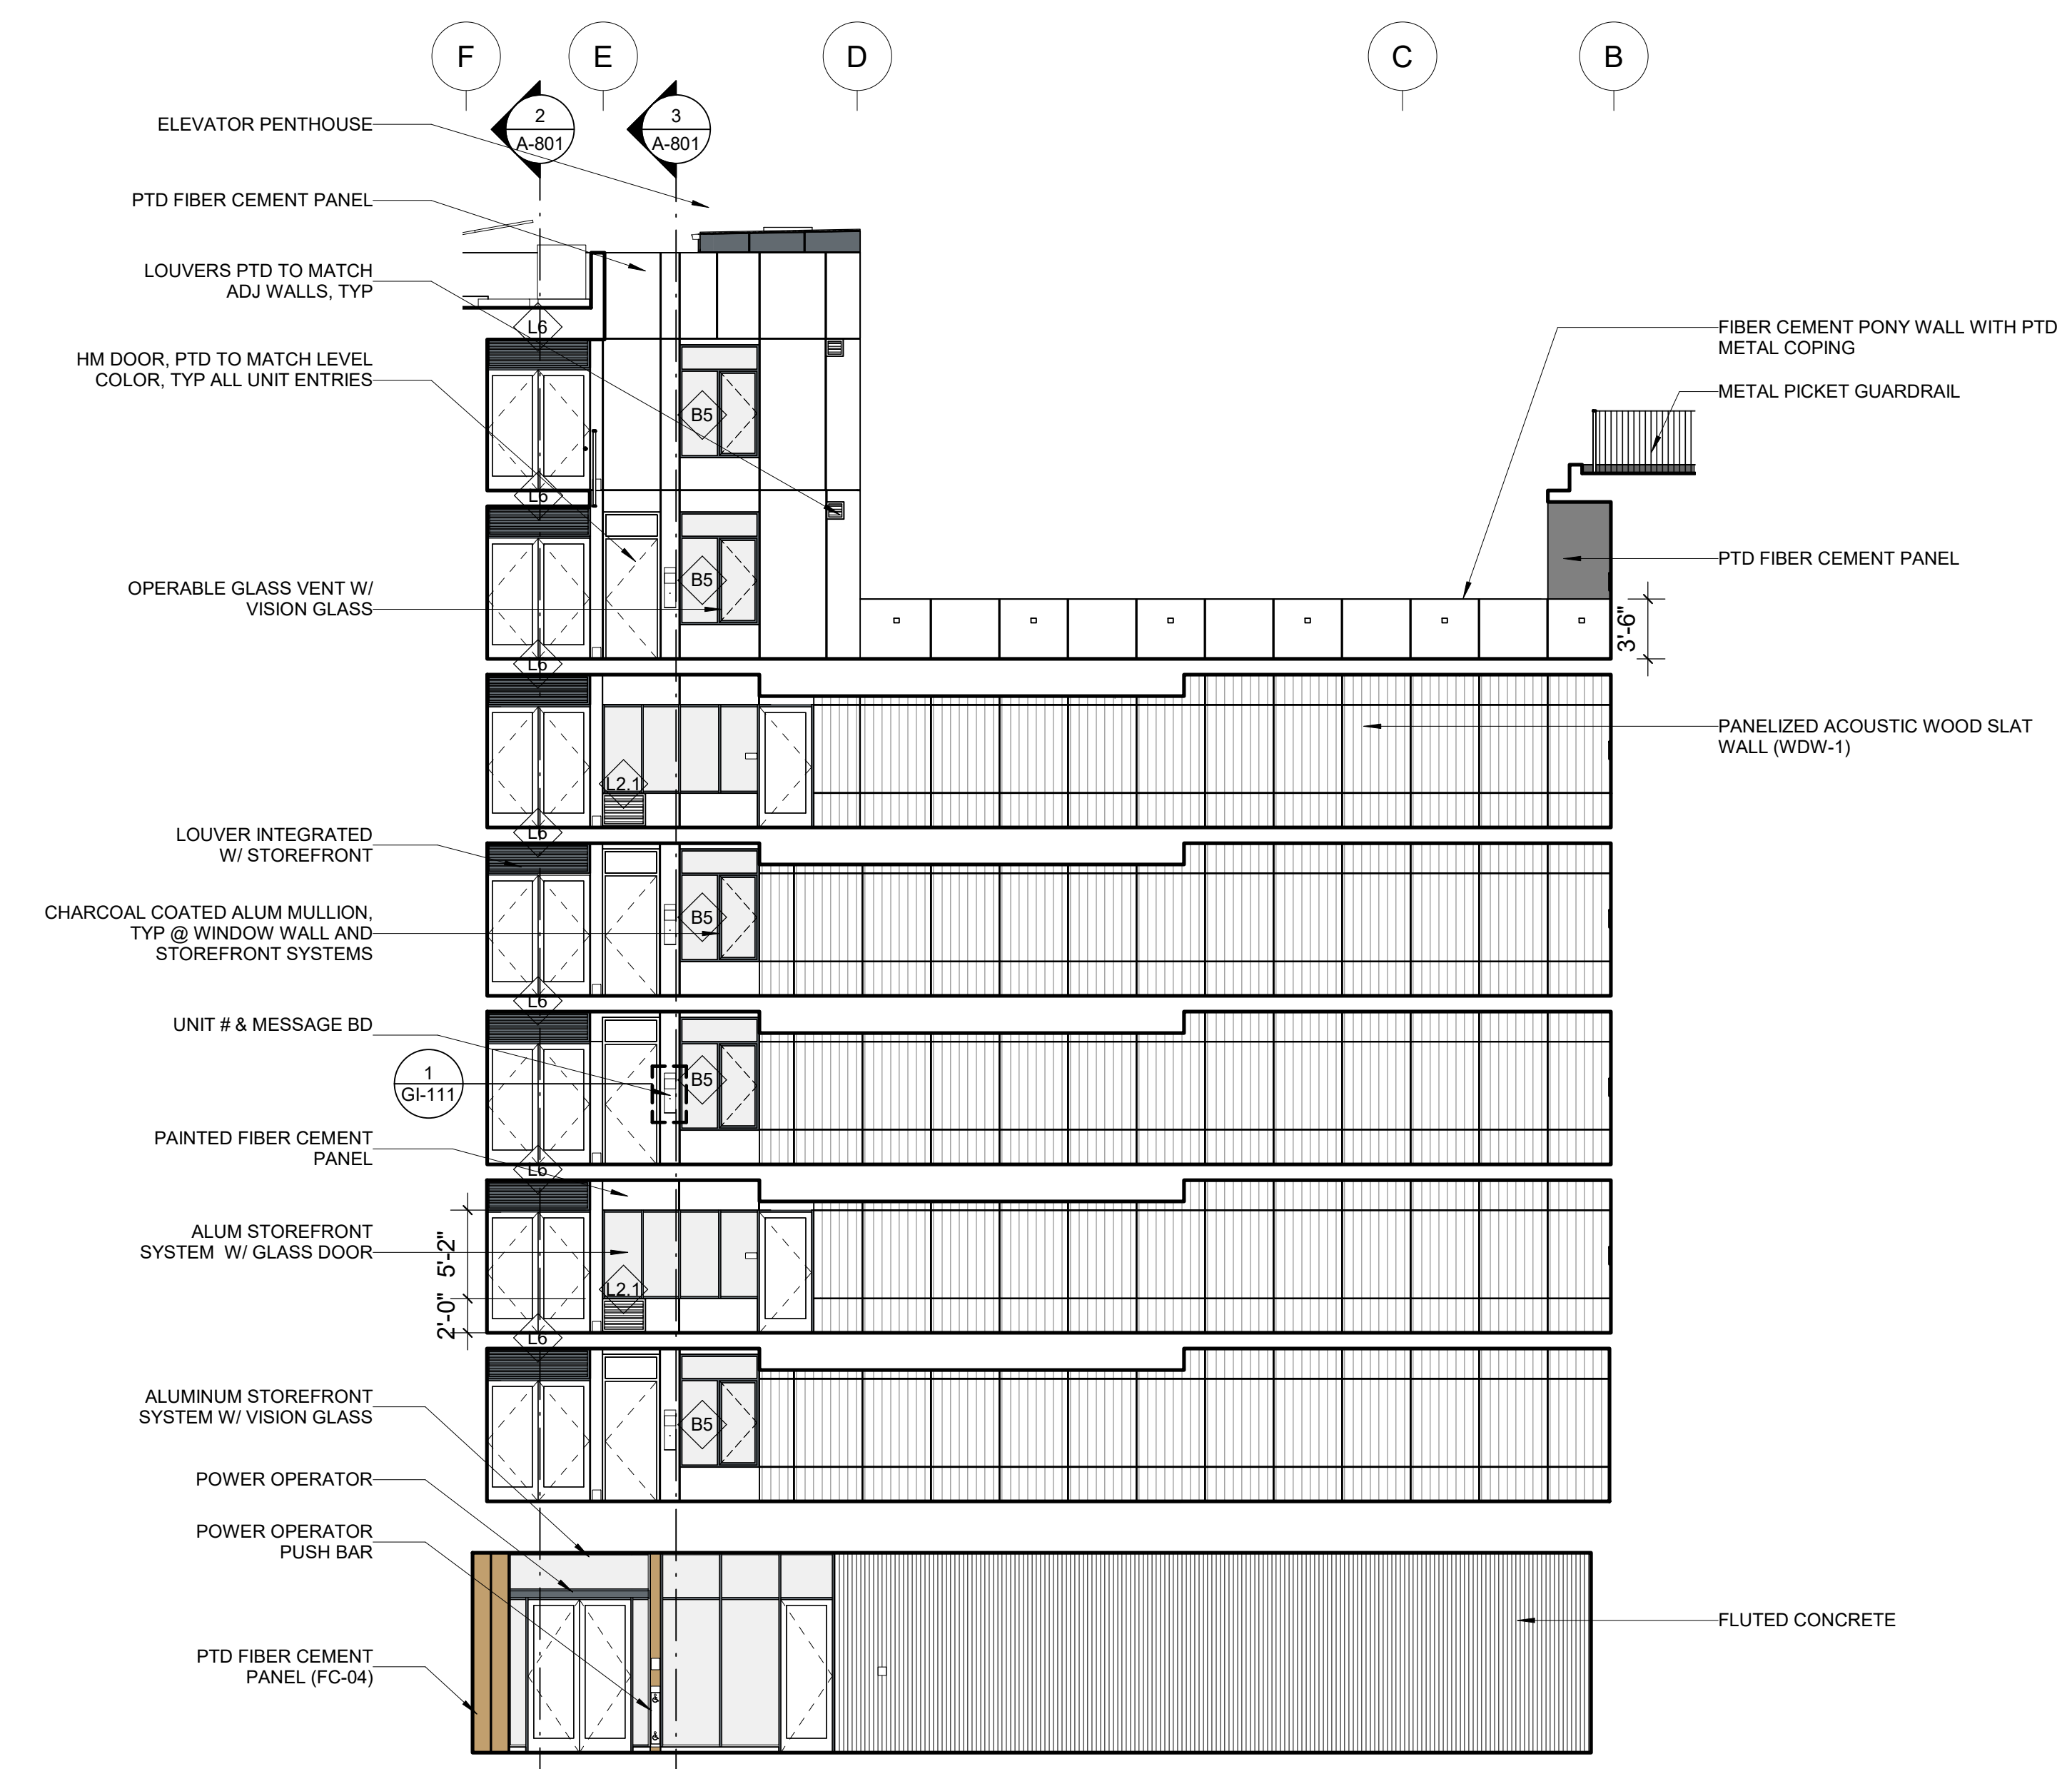 F
E
D
C
B
2
A-801
3
A-801
ELEVATOR PENTHOUSE
PTD FIBER CEMENT PANEL
LOUVERS PTD TO MATCH
ADJ WALLS, TYP
L6
FIBER CEMENT PONY WALL WITH PTD
METAL COPING
HM DOOR, PTD TO MATCH LEVEL
COLOR, TYP ALL UNIT ENTRIES
METAL PICKET GUARDRAIL
B5
L6
PTD FIBER CEMENT PANEL
B5
OPERABLE GLASS VENT W/
VISION GLASS
3'-6"
L6
PANELIZED ACOUSTIC WOOD SLAT
WALL (WDW-1)
L2.1
L6
LOUVER INTEGRATED
W/ STOREFRONT
B5
CHARCOAL COATED ALUM MULLION,
TYP @ WINDOW WALL AND
STOREFRONT SYSTEMS
L6
UNIT # & MESSAGE BD
1
GI-111
B5
PAINTED FIBER CEMENT
PANEL
L6
ALUM STOREFRONT
SYSTEM W/ GLASS DOOR
5'-2"
L2.1
2'-0"
L6
ALUMINUM STOREFRONT
SYSTEM W/ VISION GLASS
B5
POWER OPERATOR
POWER OPERATOR
PUSH BAR
FLUTED CONCRETE
PTD FIBER CEMENT
PANEL (FC-04)